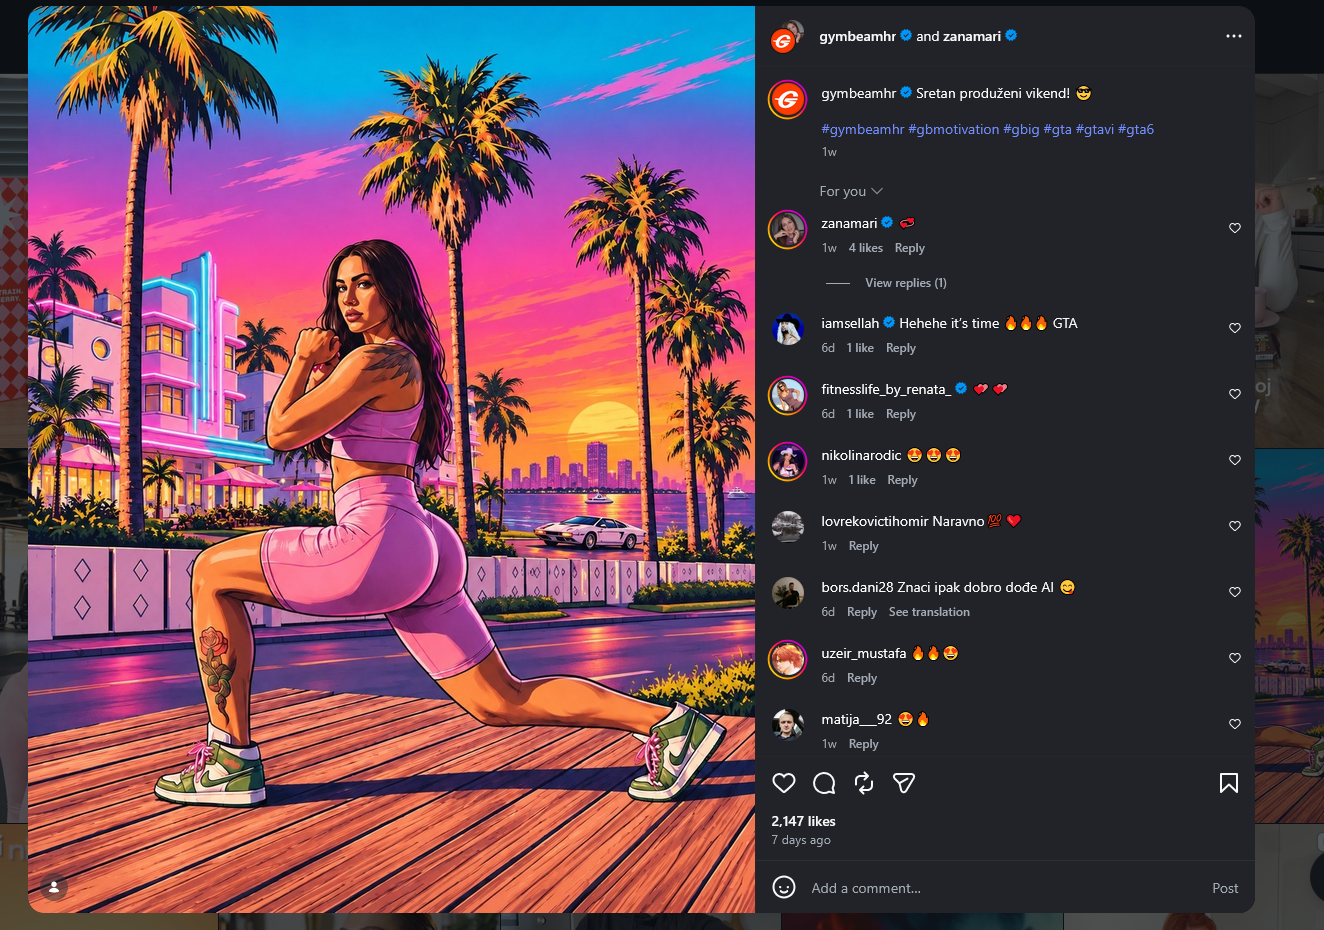 gymbeamhr and zanamari
gymbeamhr Sretan produženi vikend! 😎
#gymbeamhr #gbmotivation #gbig #gta #gtavi #gta6
1w
For you
zanamari 💋
1w 4 likes Reply
View replies (1)
iamsellah Hehehe it's time 🔥🔥🔥 GTA
6d 1 like Reply
fitnesslife_by_renata_ 💕 💕
6d 1 like Reply
nikolinarodic 🤩 🤩 🤩
1w 1 like Reply
lovrekovictihomir Naravno 💯 ❤️
1w Reply
bors.dani28 Znaci ipak dobro dođe AI 😊
6d Reply See translation
uzeir_mustafa 🔥🔥🤩
6d Reply
matija___92 🤩🔥
1w Reply
2,147 likes
7 days ago
Add a comment...
Post